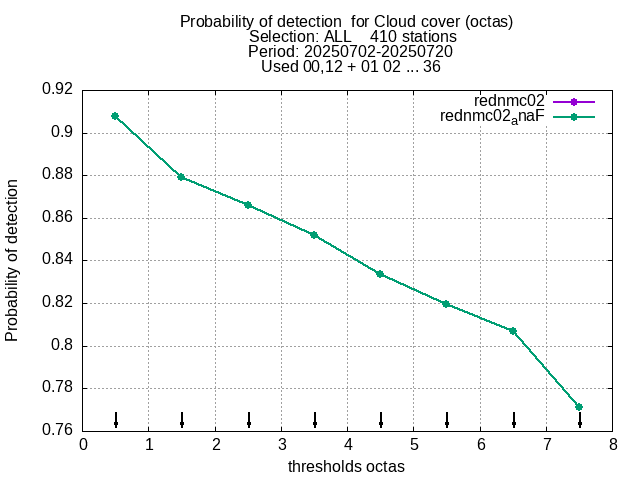 Probability of detection  for Cloud cover (octas)
Selection: ALL    410 stations
Period: 20250702-20250720
Used 00,12 + 01 02 ... 36
rednmc02
rednmc02anaF
0.92
0.9
0.88
0.86
0.84
0.82
0.8
0.78
0.76
Probability of detection
0 1 2 3 4 5 6 7 8
thresholds octas